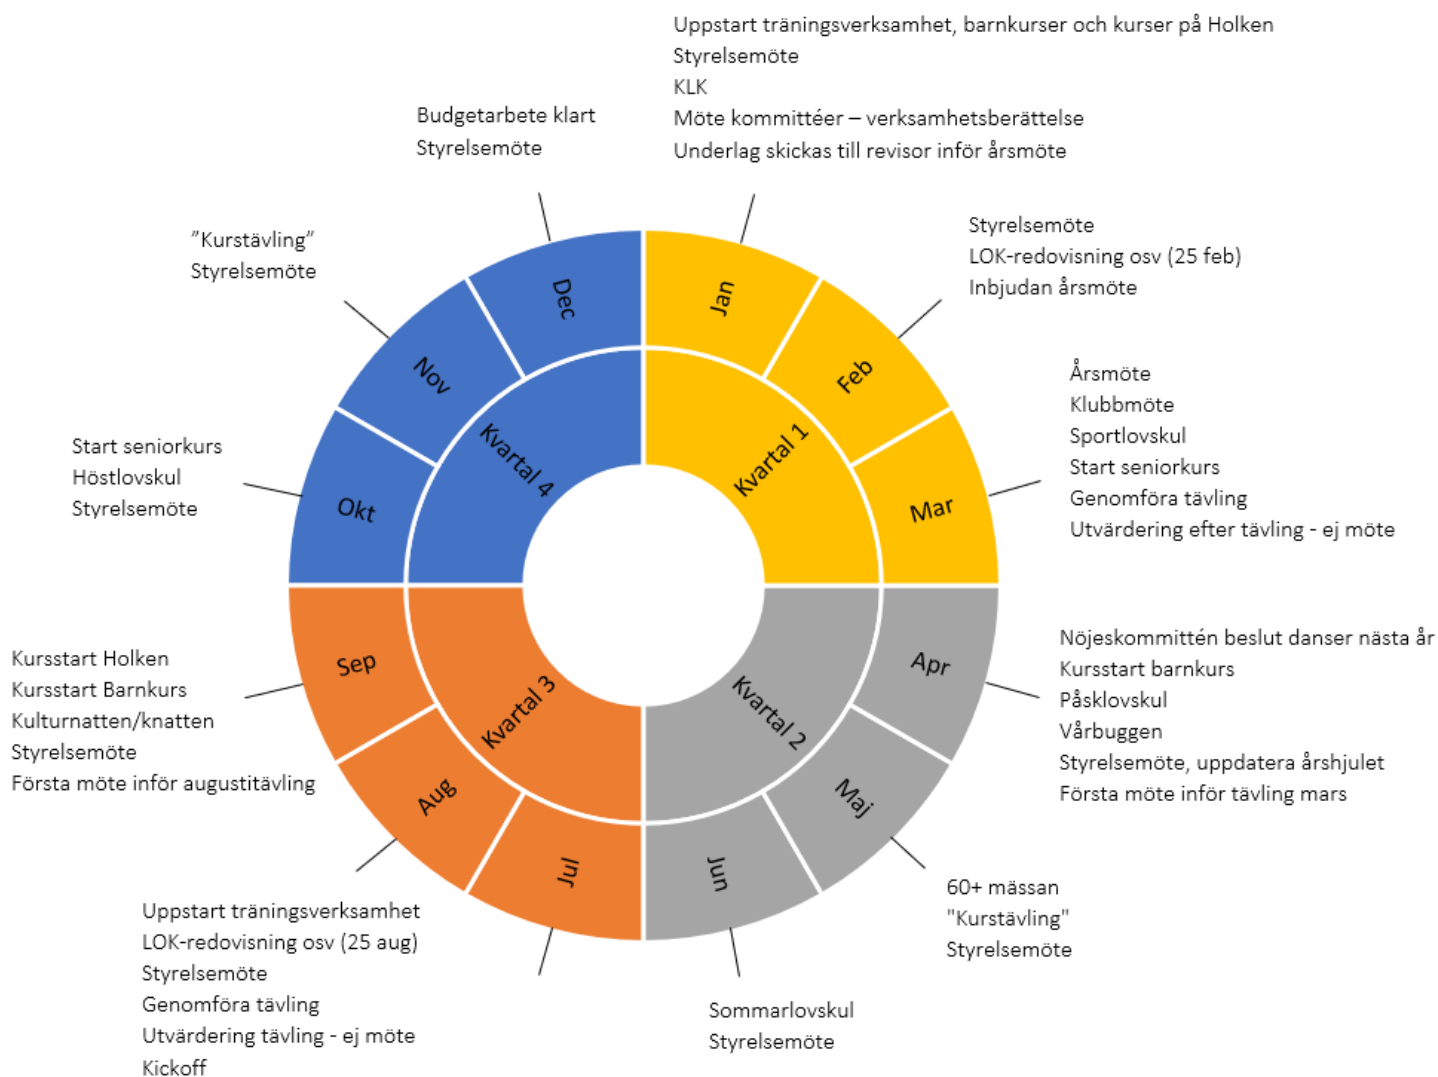 Uppstart träningsverksamhet, barnkurser och kurser på Holken
Styrelsemöte
KLK
Möte kommittéer – verksamhetsberättelse
Underlag skickas till revisor inför årsmöte
Budgetarbete klart
Styrelsemöte
Styrelsemöte
LOK-redovisning osv (25 feb)
Inbjudan årsmöte
”Kurstävling”
Styrelsemöte
Årsmöte
Klubbmöte
Sportlovskul
Start seniorkurs
Genomföra tävling
Utvärdering efter tävling - ej möte
Start seniorkurs
Höstlovskul
Styrelsemöte
Jan
Feb
Mar
Apr
Maj
Jun
Jul
Aug
Sep
Okt
Nov
Dec
Kvartal 1
Kvartal 2
Kvartal 3
Kvartal 4
Nöjeskommittén beslut danser nästa år
Kursstart barnkurs
Påsklovskul
Vårbuggen
Styrelsemöte, uppdatera årshjulet
Första möte inför tävling mars
Kursstart Holken
Kursstart Barnkurs
Kulturnatten/knatten
Styrelsemöte
Första möte inför augustitävling
60+ mässan
"Kurstävling"
Styrelsemöte
Uppstart träningsverksamhet
LOK-redovisning osv (25 aug)
Styrelsemöte
Genomföra tävling
Utvärdering tävling - ej möte
Kickoff
Sommarlovskul
Styrelsemöte